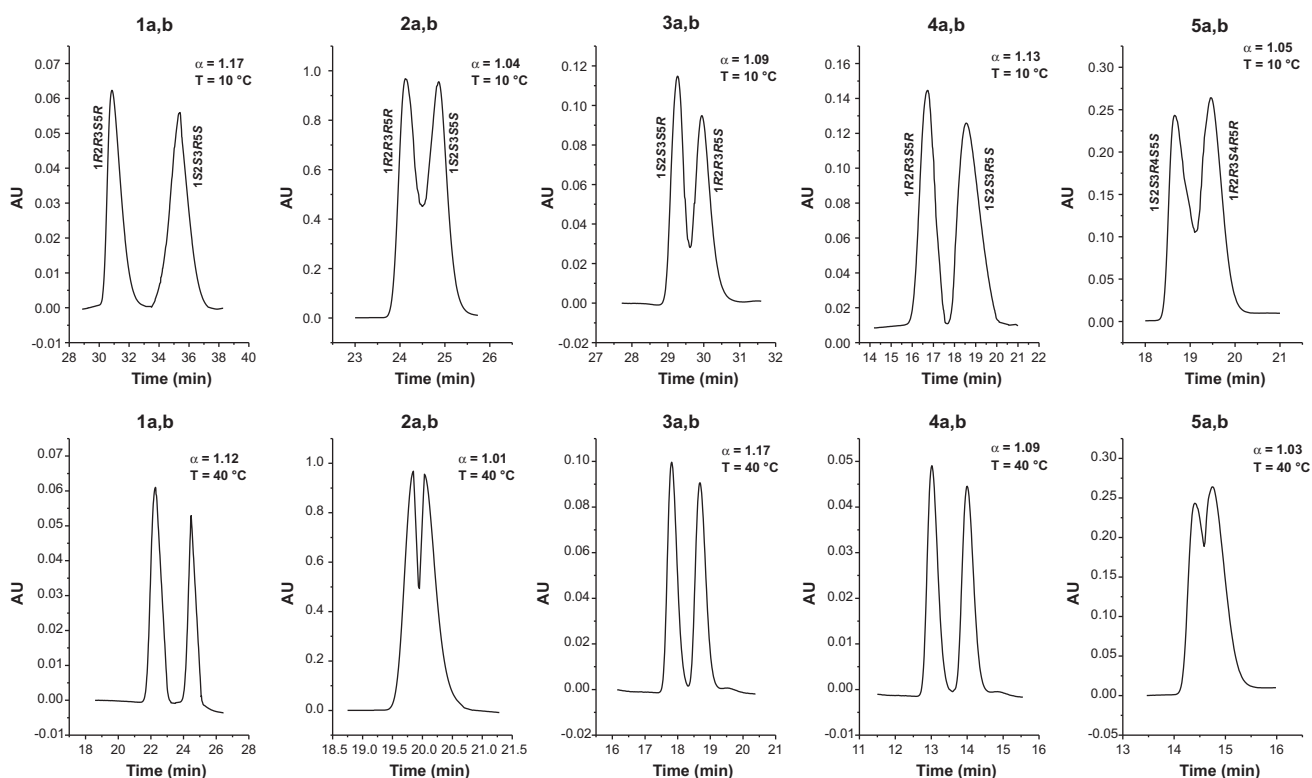 1a,b
α = 1.17
T = 10 °C
1R2R3S5R
1S2S3R5S
AU
0.07
0.06
0.05
0.04
0.03
0.02
0.01
0.00
-0.01
28 30 32 34 36 38 40
Time (min)
2a,b
α = 1.04
T = 10 °C
1R2R3R5R
1S2S3S5S
AU
1.0
0.8
0.6
0.4
0.2
0.0
-0.1
23 24 25 26
Time (min)
3a,b
α = 1.09
T = 10 °C
1S2S3S5R
1R2R3R5S
AU
0.12
0.10
0.08
0.06
0.04
0.02
0.00
-0.02
27 28 29 30 31 32
Time (min)
4a,b
α = 1.13
T = 10 °C
1R2R3S5R
1S2S3R5S
AU
0.16
0.14
0.12
0.10
0.08
0.06
0.04
0.02
0.00
14 15 16 17 18 19 20 21 22
Time (min)
5a,b
α = 1.05
T = 10 °C
1S2S3R4S5S
1R2R3S4R5R
AU
0.30
0.25
0.20
0.15
0.10
0.05
0.00
18 19 20 21
Time (min)
1a,b
α = 1.12
T = 40 °C
AU
0.07
0.06
0.05
0.04
0.03
0.02
0.01
0.00
-0.01
18 20 22 24 26 28
Time (min)
2a,b
α = 1.01
T = 40 °C
AU
1.0
0.8
0.6
0.4
0.2
0.0
-0.1
18.5 19.0 19.5 20.0 20.5 21.0 21.5
Time (min)
3a,b
α = 1.17
T = 40 °C
AU
0.10
0.08
0.06
0.04
0.02
0.00
-0.02
16 17 18 19 20 21
Time (min)
4a,b
α = 1.09
T = 40 °C
AU
0.05
0.04
0.03
0.02
0.01
0.00
-0.01
11 12 13 14 15 16
Time (min)
5a,b
α = 1.03
T = 40 °C
AU
0.30
0.25
0.20
0.15
0.10
0.05
0.00
-0.05
13 14 15 16
Time (min)